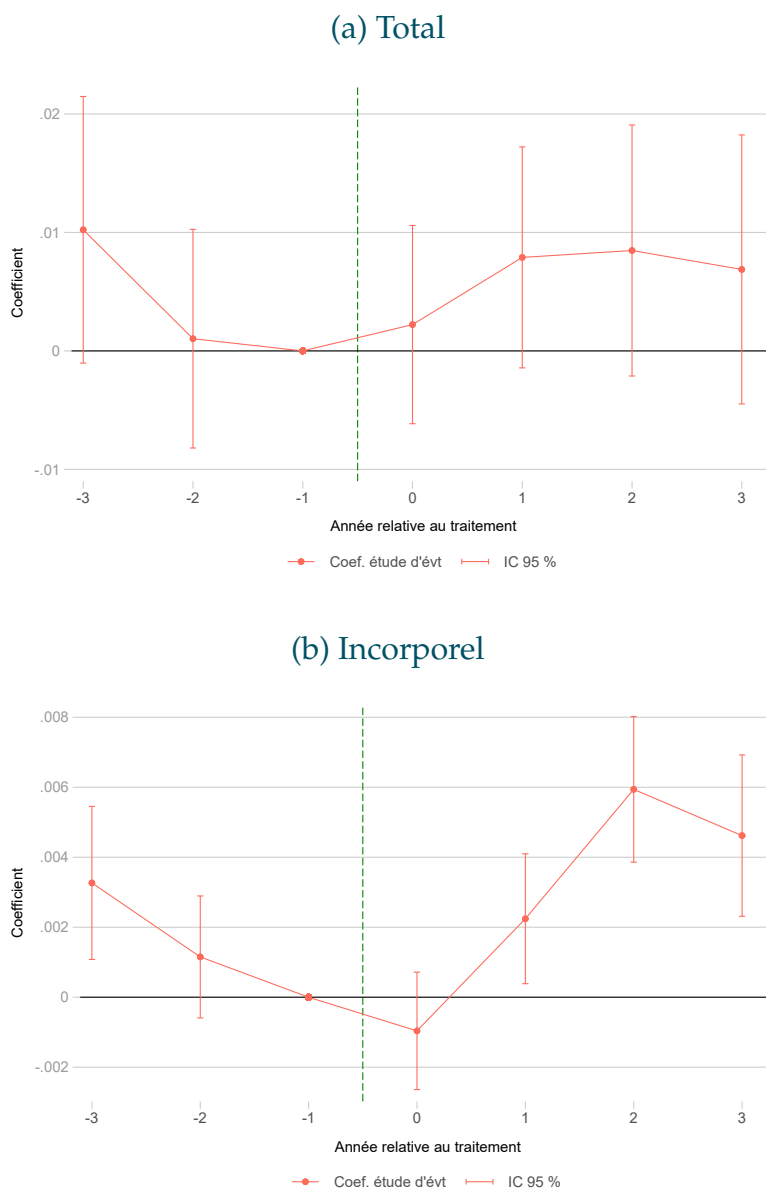 (a) Total
.02
.01
0
-.01
Coefficient
-3 -2 -1 0 1 2 3
Année relative au traitement
Coef. étude d'évt IC 95 %
(b) Incorporel
.008
.006
.004
.002
0
-.002
Coefficient
-3 -2 -1 0 1 2 3
Année relative au traitement
Coef. étude d'évt IC 95 %